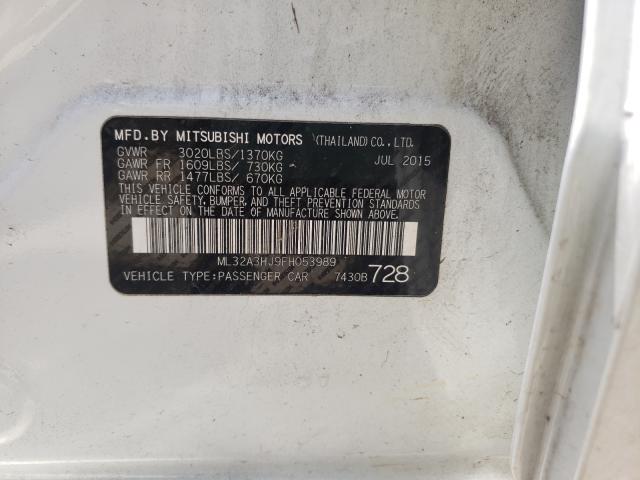 MFD.BY MITSUBISHI MOTORS (THAILAND)CO.,LTD.
GVWR 3020LBS/1370KG JUL 2015
GAWR FR 1609LBS/ 730KG
GAWR RR 1477LBS/ 670KG
THIS VEHICLE CONFORMS TO ALL APPLICABLE FEDERAL MOTOR
VEHICLE SAFETY, BUMPER, AND THEFT PREVENTION STANDARDS
IN EFFECT ON THE DATE OF MANUFACTURE SHOWN ABOVE.
ML32A3HJ9FH053989
VEHICLE TYPE:PASSENGER CAR 7430B 728